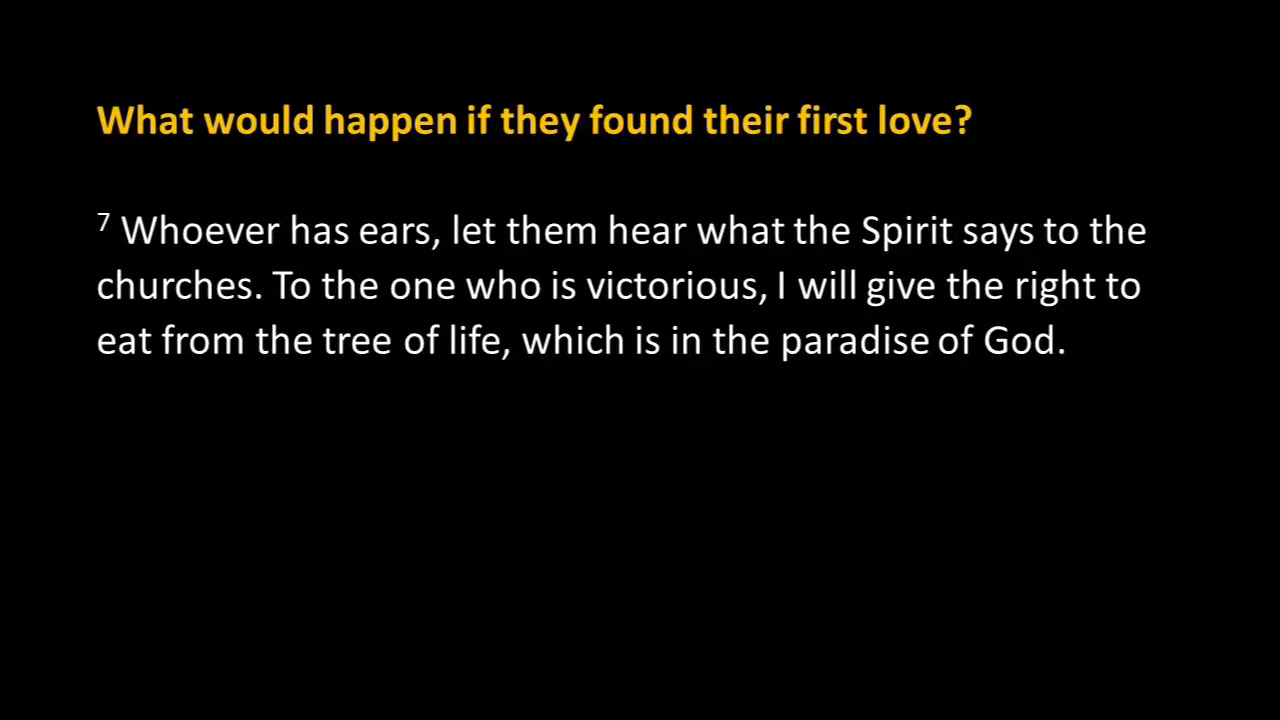 What would happen if they found their first love?
7 Whoever has ears, let them hear what the Spirit says to the
churches. To the one who is victorious, I will give the right to
eat from the tree of life, which is in the paradise of God.